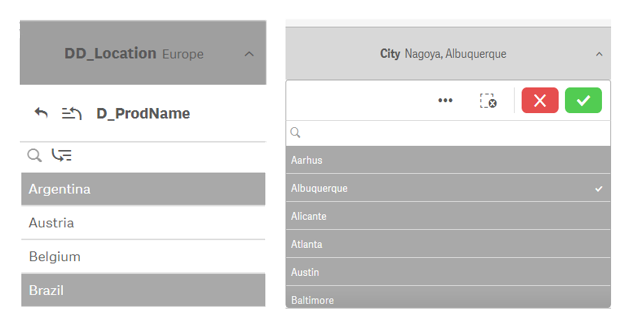 DD_Location Europe
D_ProdName
Argentina
Austria
Belgium
Brazil
City Nagoya, Albuquerque
Aarhus
Albuquerque
Alicante
Atlanta
Austin
Baltimore